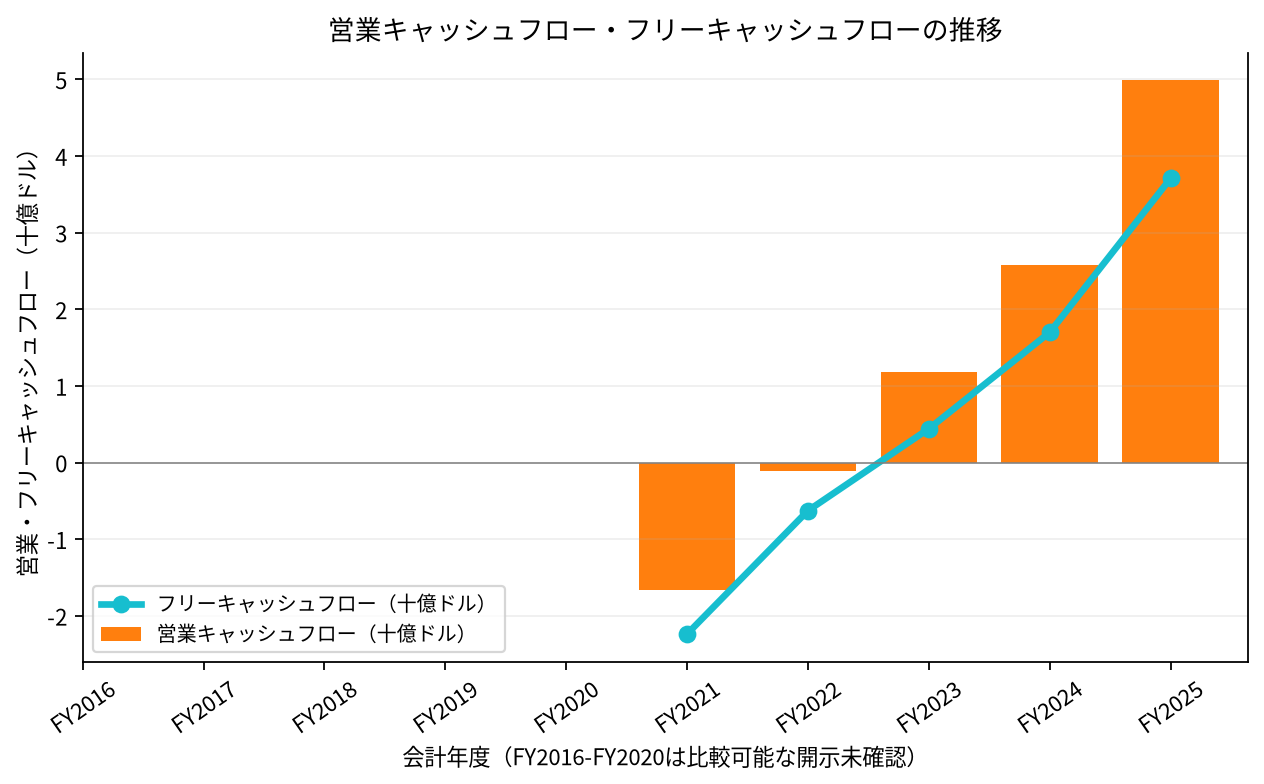 営業キャッシュフロー・フリーキャッシュフローの推移
営業・フリーキャッシュフロー（十億ドル）
5
4
3
2
1
0
-1
-2
フリーキャッシュフロー（十億ドル）
営業キャッシュフロー（十億ドル）
FY2016
FY2017
FY2018
FY2019
FY2020
FY2021
FY2022
FY2023
FY2024
FY2025
会計年度（FY2016-FY2020は比較可能な開示未確認）